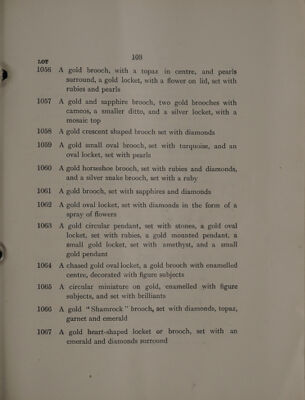 103
LOT
1056 A gold brooch, with a topaz in centre, and pearls
surround, a gold locket, with a flower on lid, set with
rubies and pearls
1057 A gold and sapphire brooch, two gold brooches with
cameos, a smaller ditto, and a silver locket, with a
mosaic top
1058 A gold crescent shaped brooch set with diamonds
1059 A gold small oval brooch, set with turquoise, and an
oval locket, set with pearls
1060 A gold horseshoe brooch, set with rubies and diamonds,
and a silver snake brooch, set with a ruby
1061 A gold brooch, set with sapphires and diamonds
1062 A gold oval locket, set with diamonds in the form of a
spray of flowers
1063 A gold circular pendant, set with stones, a gold oval
locket, set with rubies, a gold mounted pendant, a
small gold locket, set with amethyst, and a small
gold pendant
1064 A chased gold oval locket, a gold brooch with enamelled
centre, decorated with figure subjects
1065 A circular miniature on gold, enamelled with figure
subjects, and set with brilliants
1066 A gold "Shamrock" brooch, set with diamonds, topaz,
garnet and emerald
1067 A gold heart-shaped locket or brooch, set with an
emerald and diamonds surround